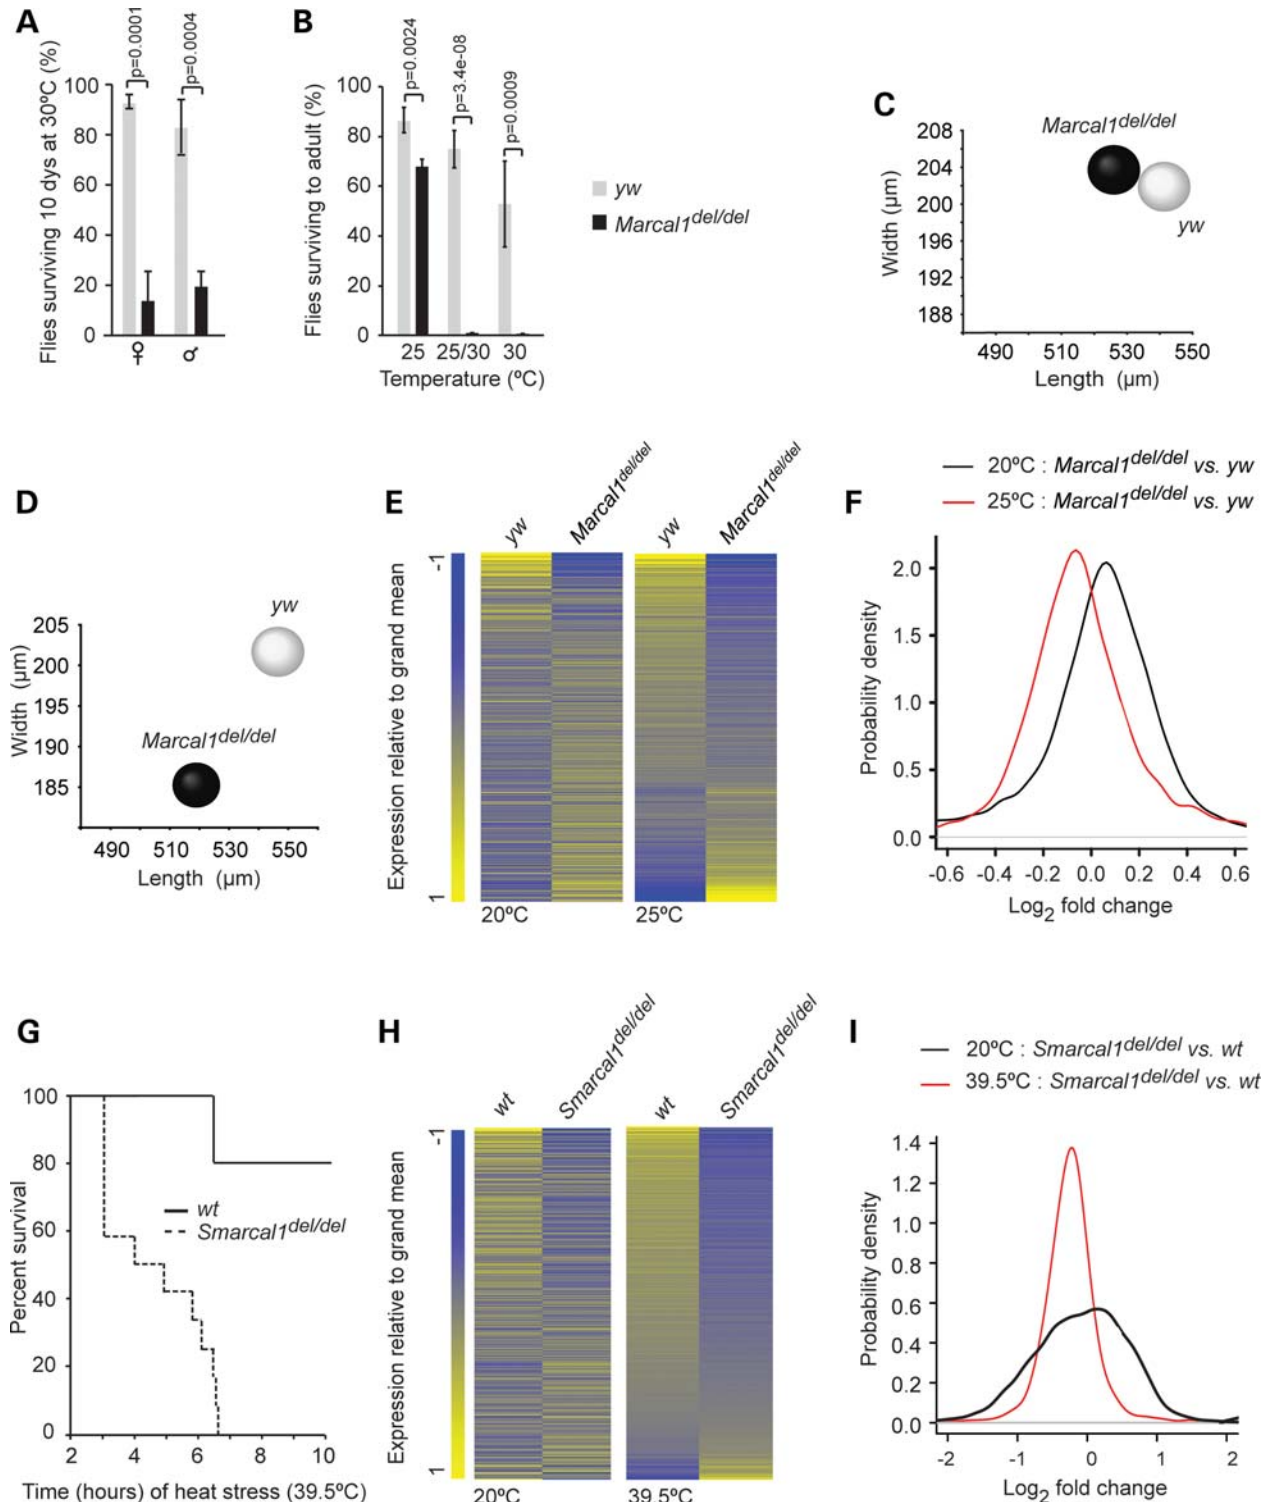 A
Flies surviving 10 dys at 30ºC (%)
100
80
60
40
20
0
p=0.0001
p=0.0004
♀
♂
B
Flies surviving to adult (%)
100
80
60
40
20
0
p=0.0024
p=3.4e-08
p=0.0009
25 25/30 30
Temperature (ºC)
yw
Marcal1del/del
C
Width (µm)
208
204
200
196
192
188
Marcal1del/del
yw
490 510 530 550
Length (µm)
D
Width (µm)
205
200
195
190
185
yw
Marcal1del/del
490 510 530 550
Length (µm)
E
Expression relative to grand mean
-1
1
yw
Marcal1del/del
yw
Marcal1del/del
20ºC
25ºC
F
20ºC : Marcal1del/del vs. yw
25ºC : Marcal1del/del vs. yw
Probability density
2.0
1.5
1.0
0.5
0.0
-0.6 -0.4 -0.2 0.0 0.2 0.4 0.6
Log2 fold change
G
Percent survival
100
80
60
40
20
0
wt
Smarcal1del/del
2 4 6 8 10
Time (hours) of heat stress (39.5ºC)
H
Expression relative to grand mean
-1
1
wt
Smarcal1del/del
wt
Smarcal1del/del
20ºC
39.5ºC
I
20ºC : Smarcal1del/del vs. wt
39.5ºC : Smarcal1del/del vs. wt
Probability density
1.4
1.2
1.0
0.8
0.6
0.4
0.2
0.0
-2 -1 0 1 2
Log2 fold change